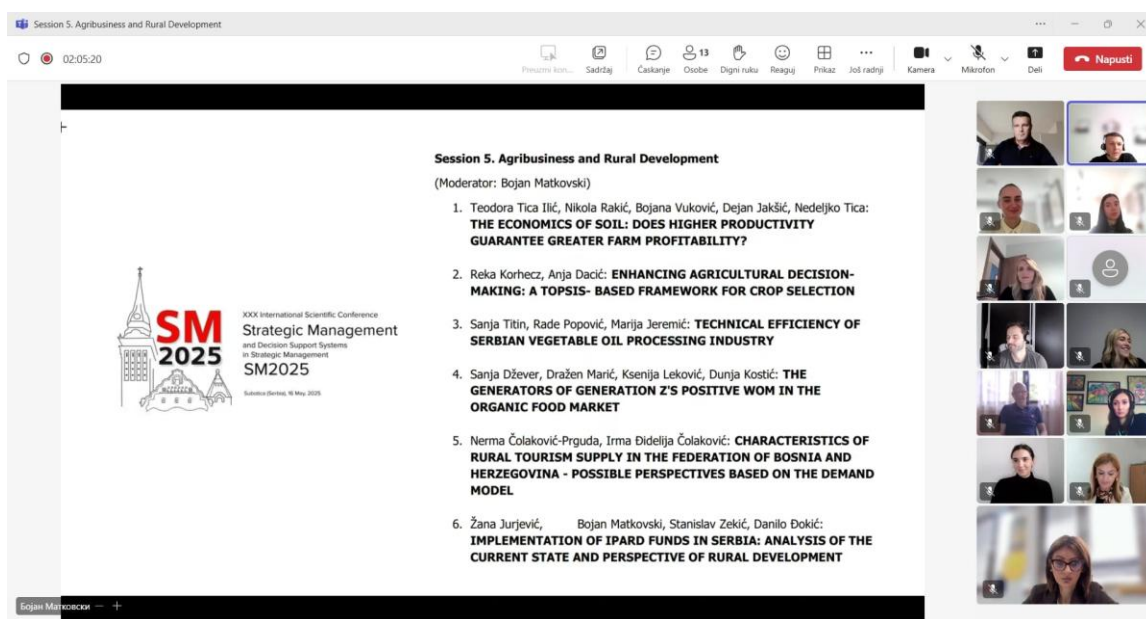 Session 5. Agribusiness and Rural Development
02:05:20
Preuzmi kon...
Sadržaj
Ćaskanje
13
Osobe
Digni ruku
Reaguj
Prikaz
Još radnji
Kamera
Mikrofon
Deli
Napusti
SM
2025
XXX International Scientific Conference
Strategic Management
and Decision Support Systems
in Strategic Management
SM2025
Subotica (Serbia), 16 May, 2025
Session 5. Agribusiness and Rural Development
(Moderator: Bojan Matkovski)
1. Teodora Tica Ilić, Nikola Rakić, Bojana Vuković, Dejan Jakšić, Nedeljko Tica:
THE ECONOMICS OF SOIL: DOES HIGHER PRODUCTIVITY
GUARANTEE GREATER FARM PROFITABILITY?
2. Reka Korhecz, Anja Dacić: ENHANCING AGRICULTURAL DECISION-
MAKING: A TOPSIS- BASED FRAMEWORK FOR CROP SELECTION
3. Sanja Titin, Rade Popović, Marija Jeremić: TECHNICAL EFFICIENCY OF
SERBIAN VEGETABLE OIL PROCESSING INDUSTRY
4. Sanja Džever, Dražen Marić, Ksenija Leković, Dunja Kostić: THE
GENERATORS OF GENERATION Z'S POSITIVE WOM IN THE
ORGANIC FOOD MARKET
5. Nerma Čolaković-Prguda, Irma Đidelija Čolaković: CHARACTERISTICS OF
RURAL TOURISM SUPPLY IN THE FEDERATION OF BOSNIA AND
HERZEGOVINA - POSSIBLE PERSPECTIVES BASED ON THE DEMAND
MODEL
6. Žana Jurjević, Bojan Matkovski, Stanislav Zekić, Danilo Đokić:
IMPLEMENTATION OF IPARD FUNDS IN SERBIA: ANALYSIS OF THE
CURRENT STATE AND PERSPECTIVE OF RURAL DEVELOPMENT
Бојан Матковски